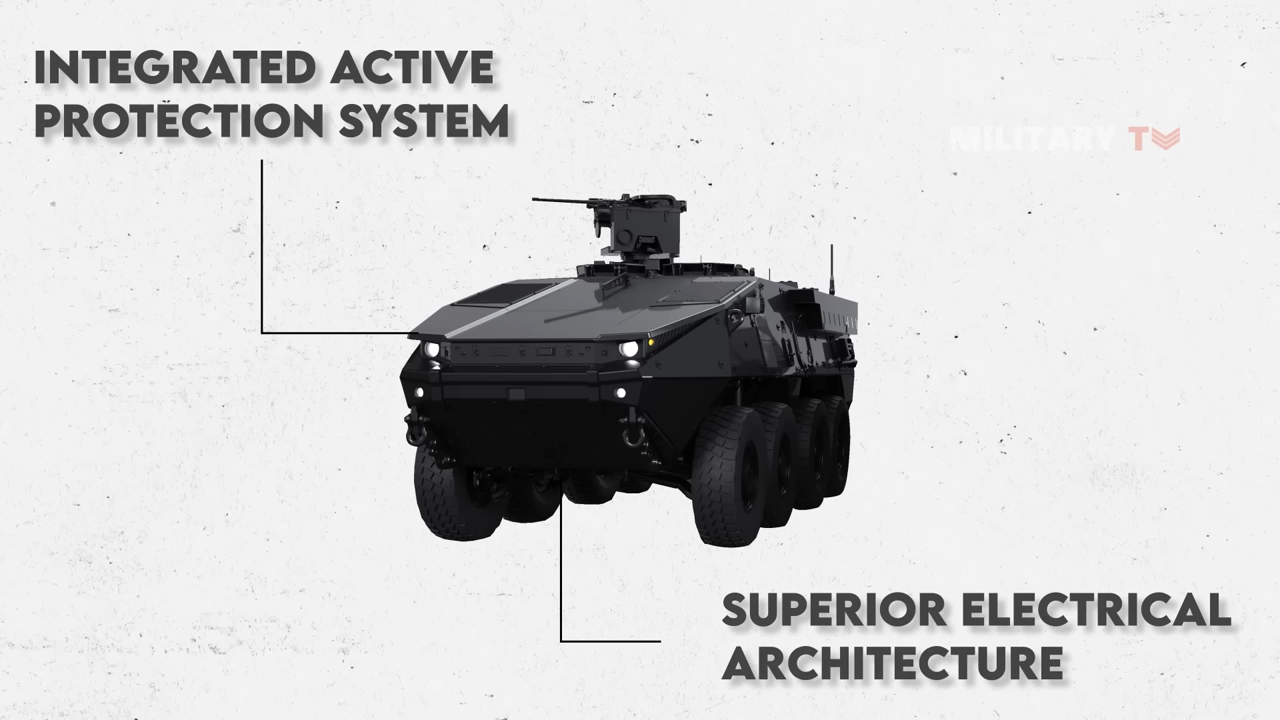 INTEGRATED ACTIVE
PROTECTION SYSTEM
MILITARY TV
SUPERIOR ELECTRICAL
ARCHITECTURE